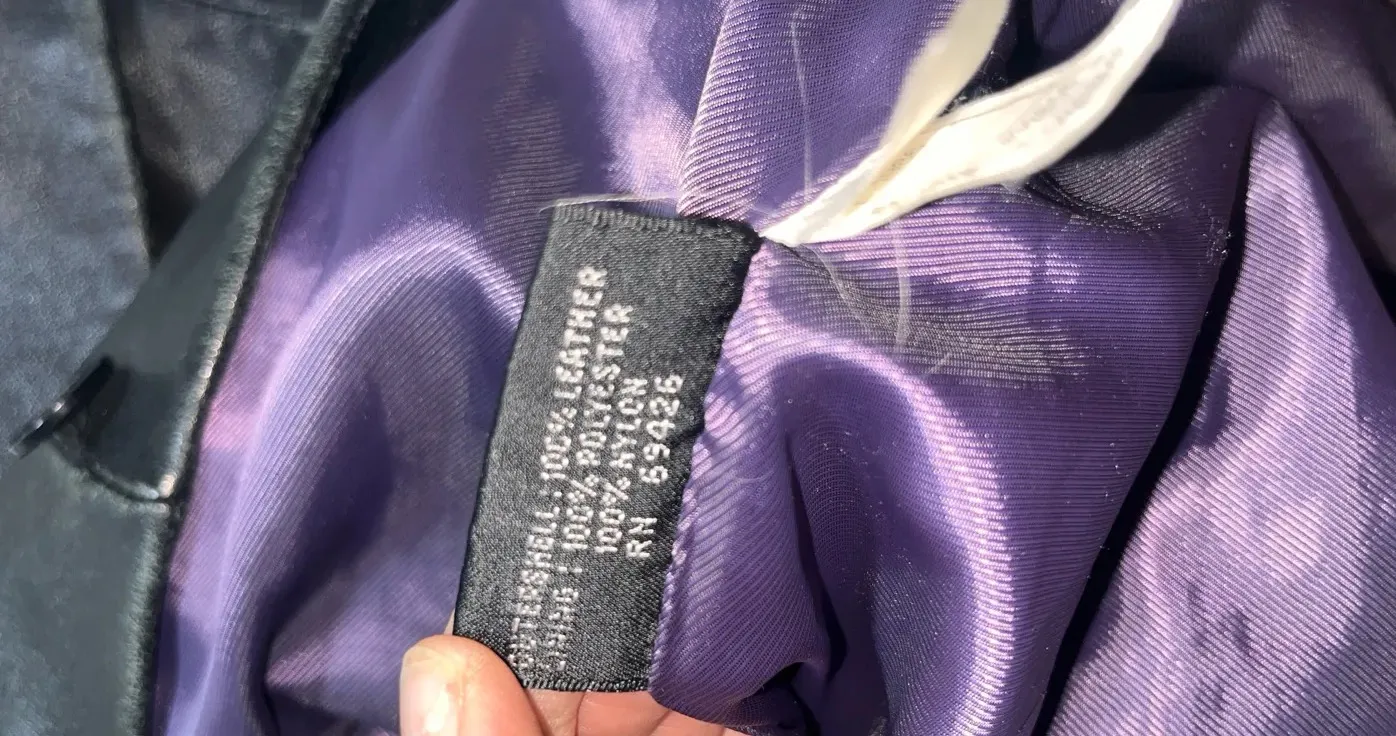 OUTERSHELL: 100% LEATHER
LINING: 100% POLYESTER
100% NYLON
RN 69426